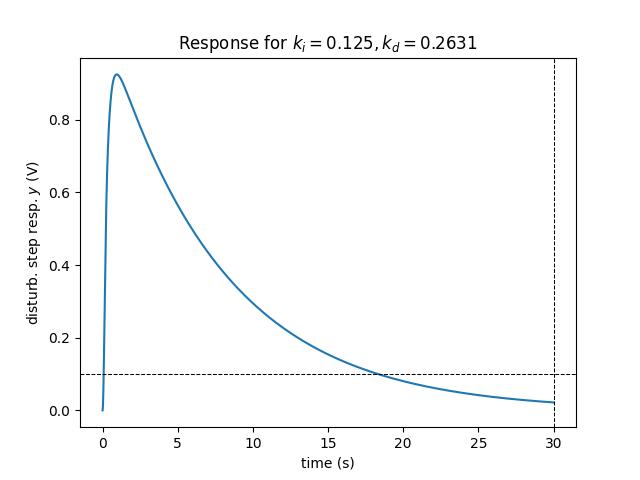 Response for $k_i = 0.125, k_d = 0.2631$
disturb. step resp. $y$ (V)
0.8
0.6
0.4
0.2
0.0
0 5 10 15 20 25 30
time (s)